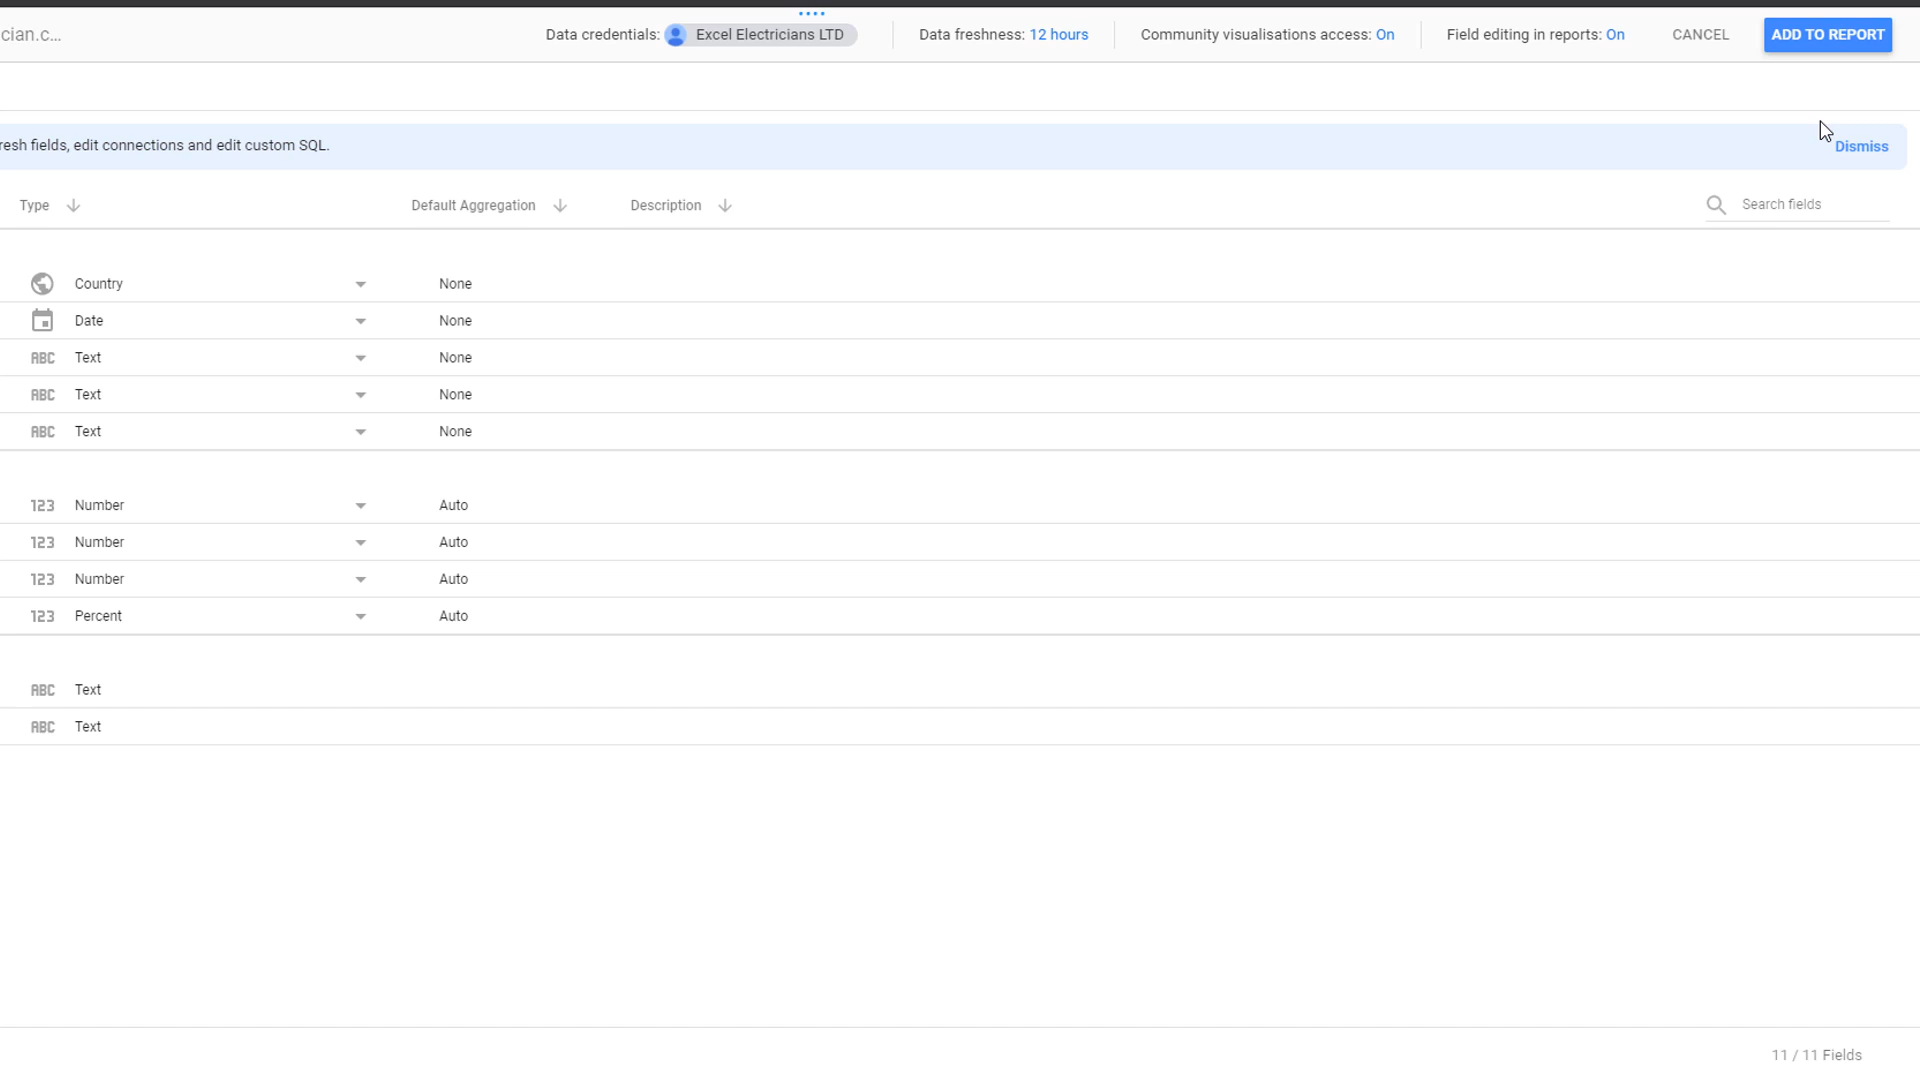 cian.c...
Data credentials: Excel Electricians LTD
Data freshness: 12 hours
Community visualisations access: On
Field editing in reports: On
CANCEL
ADD TO REPORT
resh fields, edit connections and edit custom SQL.
Dismiss
Type
Default Aggregation
Description
Search fields
Country None
Date None
ABC Text None
ABC Text None
ABC Text None
123 Number Auto
123 Number Auto
123 Number Auto
123 Percent Auto
ABC Text
ABC Text
11 / 11 Fields